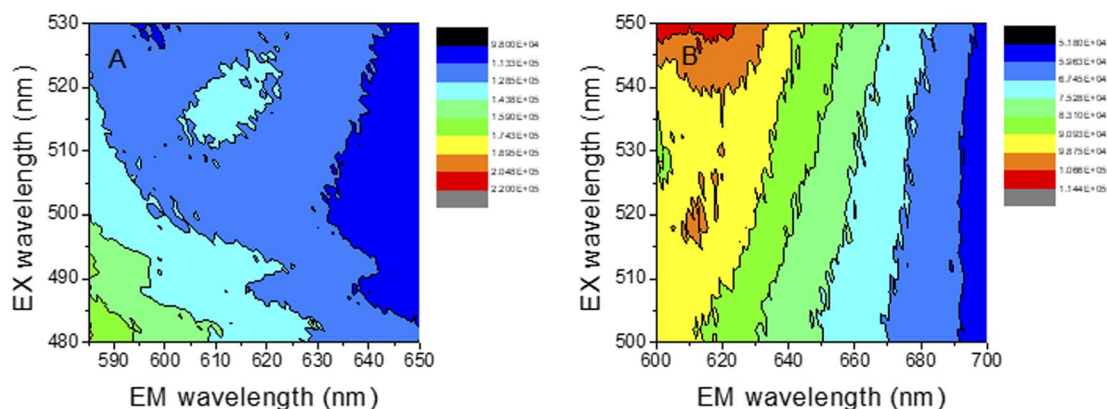 A
530
520
510
500
490
480
590 600 610 620 630 640 650
EX wavelength (nm)
EM wavelength (nm)
9.800E+04
1.133E+05
1.285E+05
1.438E+05
1.590E+05
1.743E+05
1.895E+05
2.048E+05
2.200E+05
B
550
540
530
520
510
500
600 620 640 660 680 700
EX wavelength (nm)
EM wavelength (nm)
5.180E+04
5.963E+04
6.745E+04
7.528E+04
8.310E+04
9.093E+04
9.875E+04
1.066E+05
1.144E+05